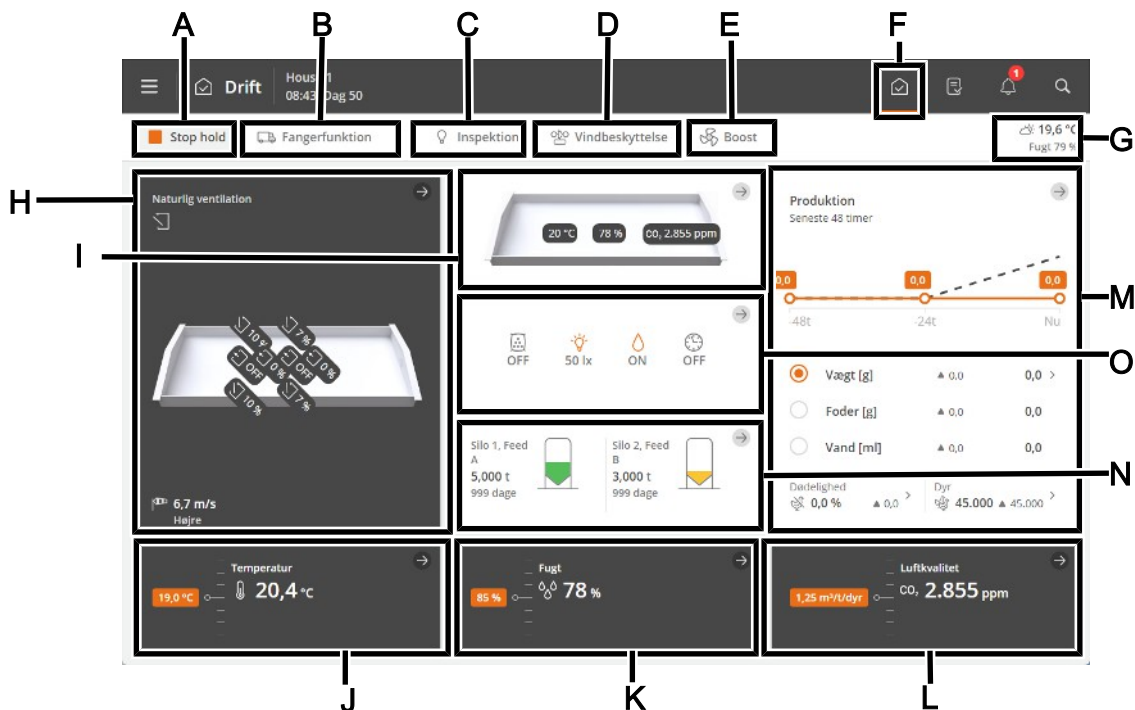 A
B
C
D
E
F
Drift
House 1
08:43 Dag 50
1
Stop hold
Fangerfunktion
Inspektion
Vindbeskyttelse
Boost
19,6 °C
Fugt 79 %
G
H
Naturlig ventilation
10 %
7 %
OFF
0 %
OFF
0 %
10 %
7 %
6,7 m/s
Højre
I
20 °C
78 %
CO₂ 2.855 ppm
Produktion
Seneste 48 timer
0,0
0,0
0,0
-48t
-24t
Nu
M
Vægt [g] ▲ 0,0 0,0 >
Foder [g] ▲ 0,0 0,0
Vand [ml] ▲ 0,0 0,0
Dødelighed
0,0 % ▲ 0,0 >
Dyr
45.000 ▲ 45.000 >
OFF
50 lx
ON
OFF
O
Silo 1, Feed
A
5,000 t
999 dage
Silo 2, Feed
B
3,000 t
999 dage
N
Temperatur
19,0 °C
20,4 °C
Fugt
85 %
78 %
Luftkvalitet
1,25 m³/t/dyr
CO₂ 2.855 ppm
J
K
L